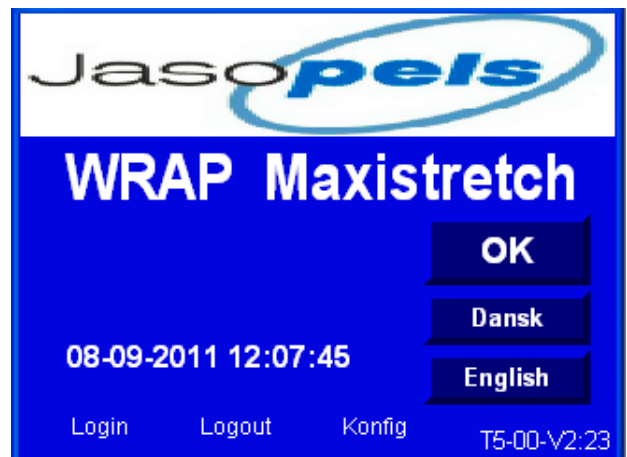 Jasopels
WRAP Maxistretch
OK
Dansk
08-09-2011 12:07:45
English
Login Logout Konfig T5-00-V2:23